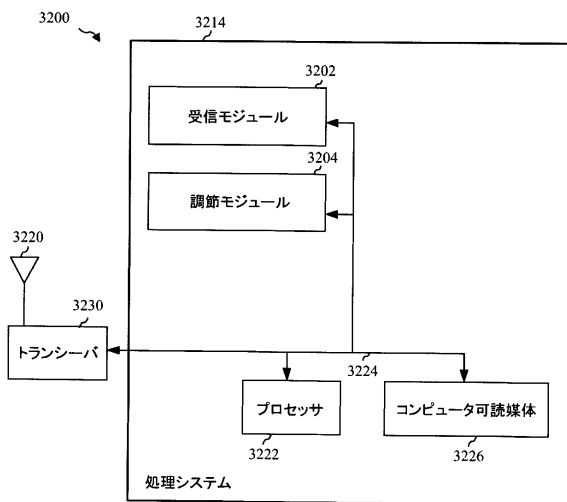 3200
3214
3202
受信モジュール
3204
調節モジュール
3220
3230
トランシーバ
3224
プロセッサ
コンピュータ可読媒体
3222
3226
処理システム